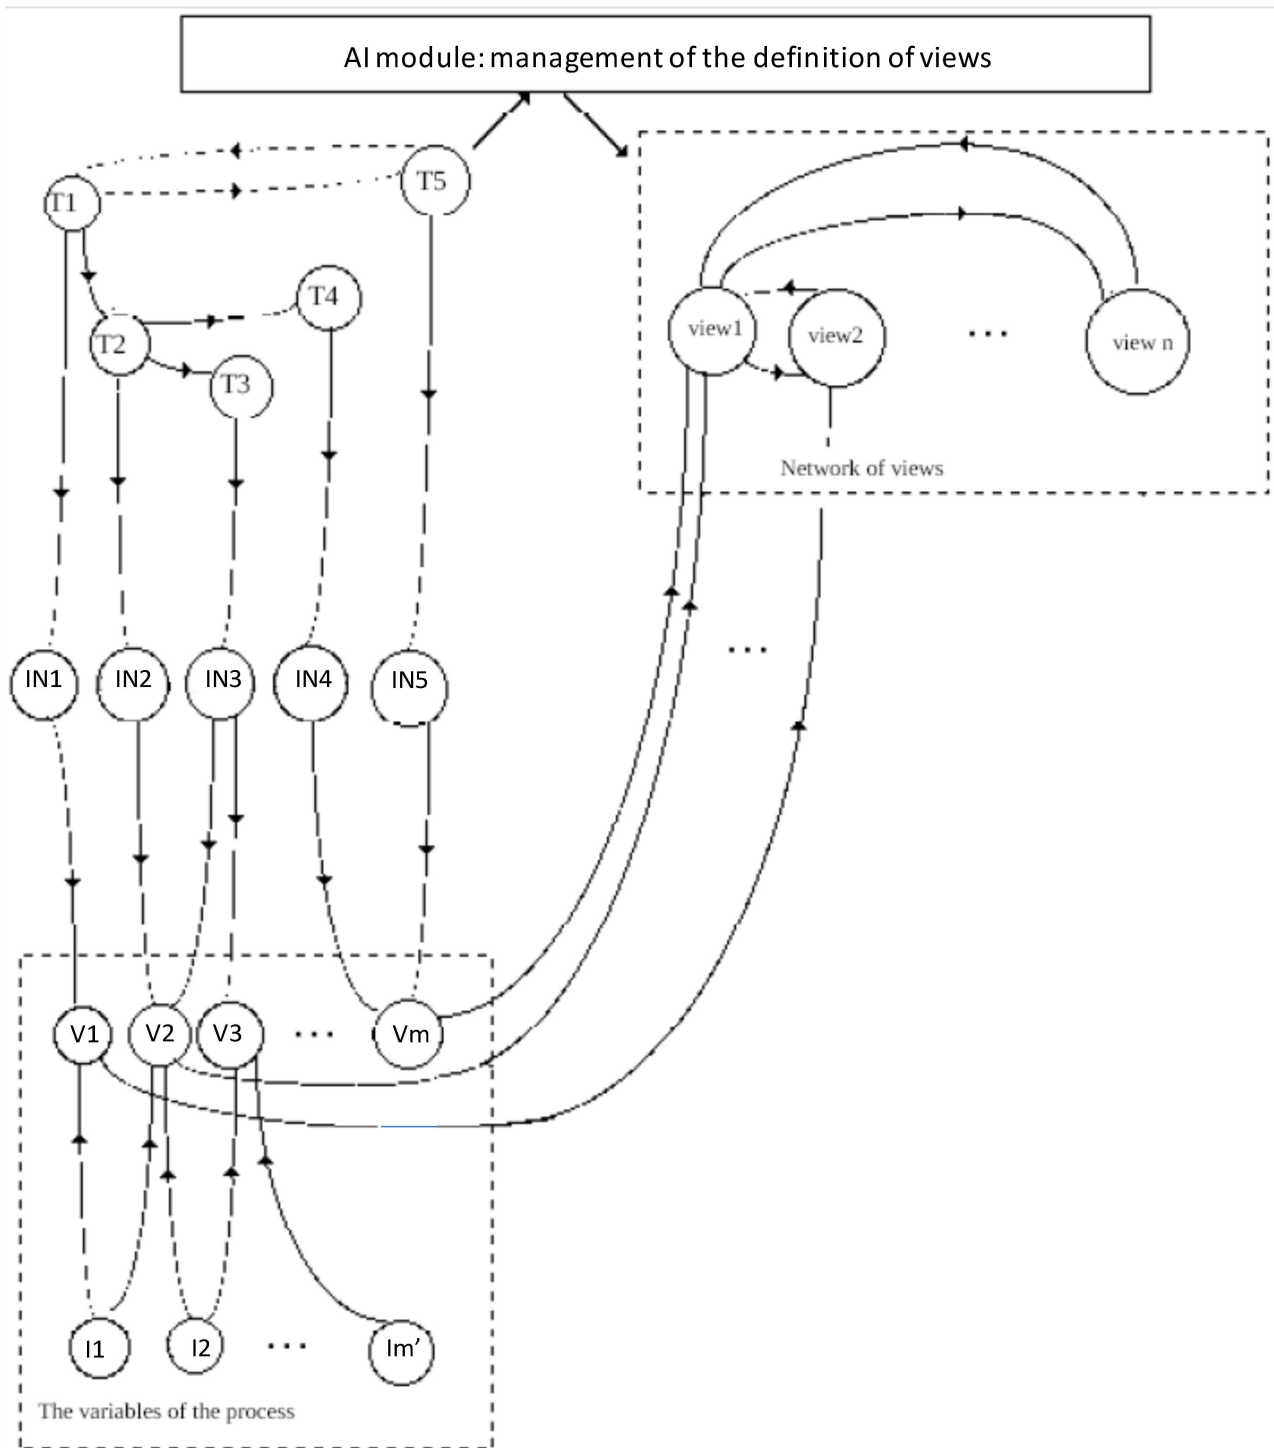 AI module: management of the definition of views
T5
T1
T4
T2
T3
view1
view2
...
view n
Network of views
...
IN1
IN2
IN3
IN4
IN5
V1
V2
V3
...
Vm
I1
I2
...
Im’
The variables of the process